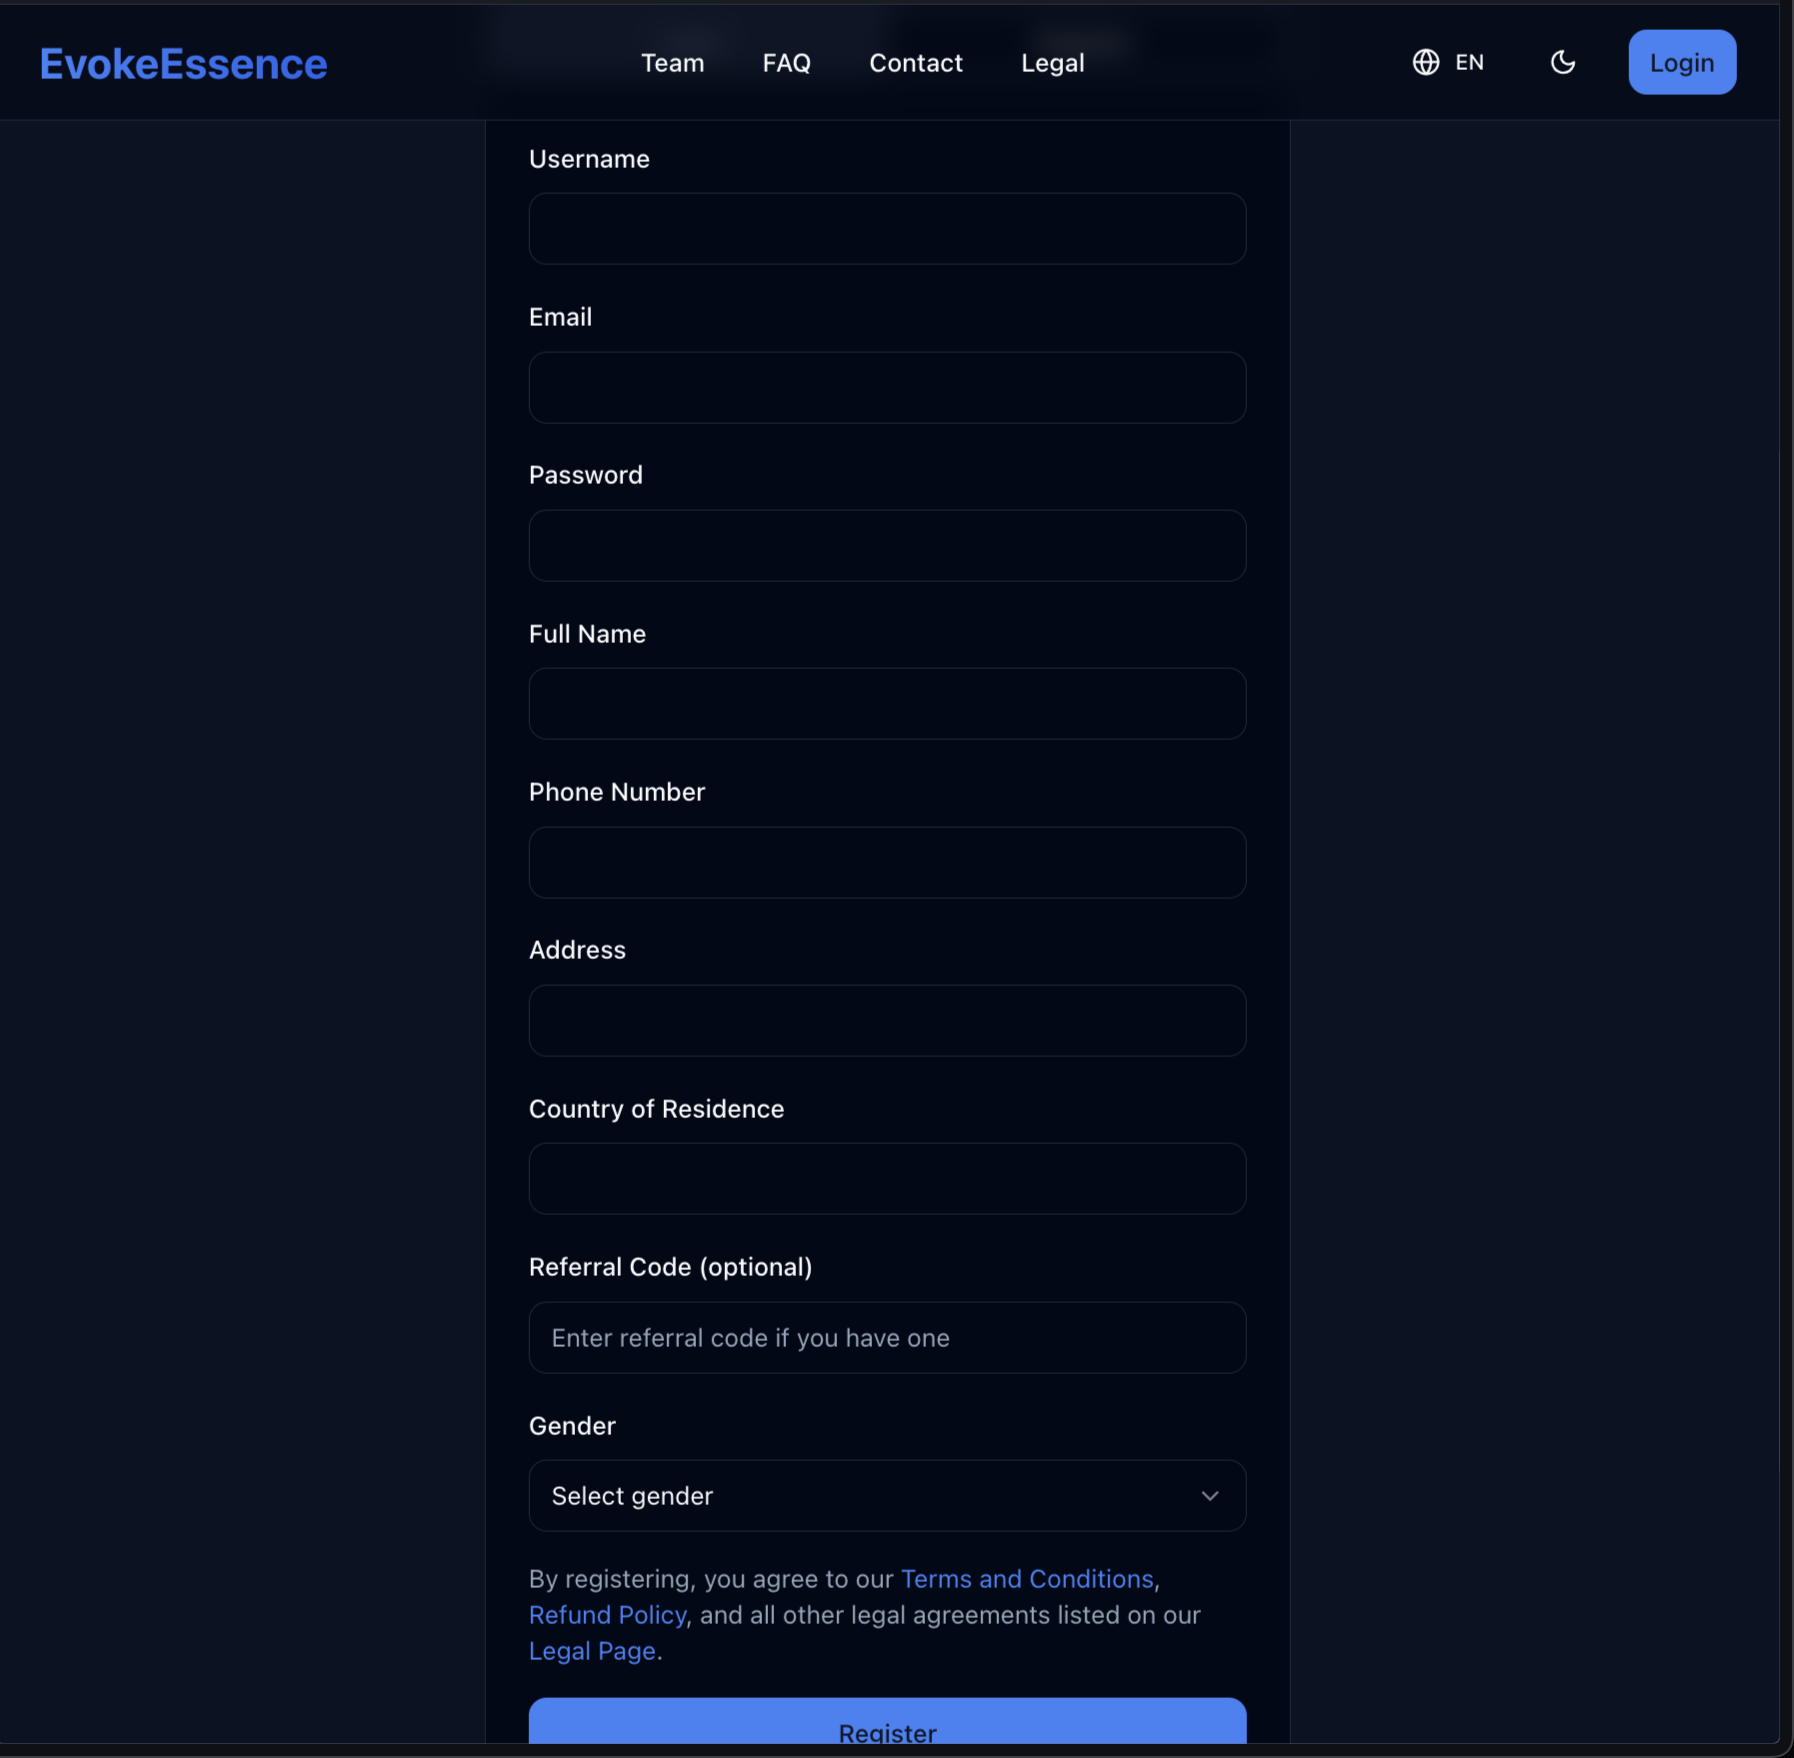 EvokeEssence
Team
FAQ
Contact
Legal
EN
Login
Username
Email
Password
Full Name
Phone Number
Address
Country of Residence
Referral Code (optional)
Enter referral code if you have one
Gender
Select gender
By registering, you agree to our Terms and Conditions,
Refund Policy, and all other legal agreements listed on our
Legal Page.
Register